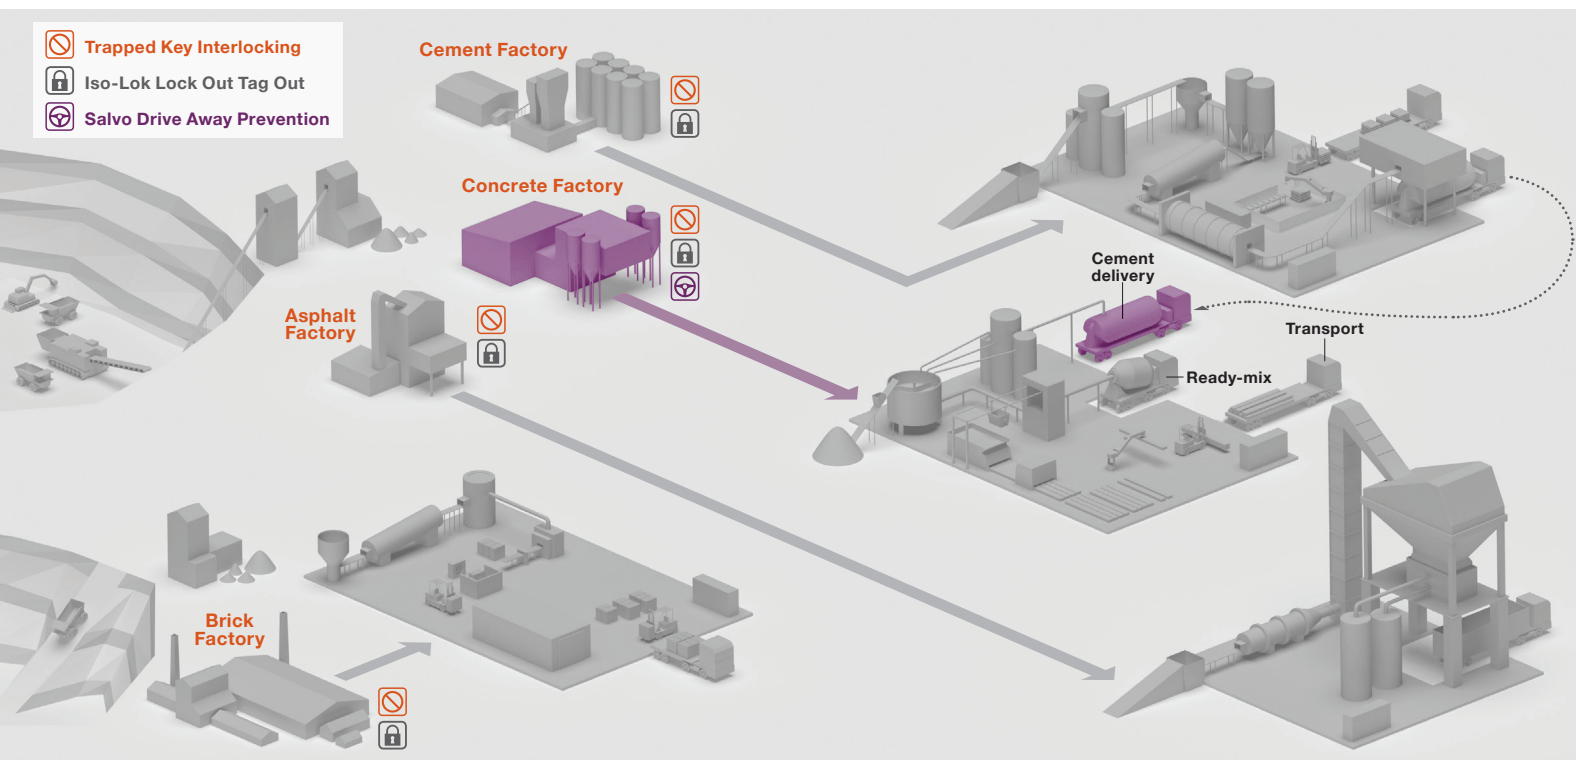 Trapped Key Interlocking
Iso-Lok Lock Out Tag Out
Salvo Drive Away Prevention
Cement Factory
Concrete Factory
Asphalt
Factory
Cement
delivery
Transport
Ready-mix
Brick
Factory